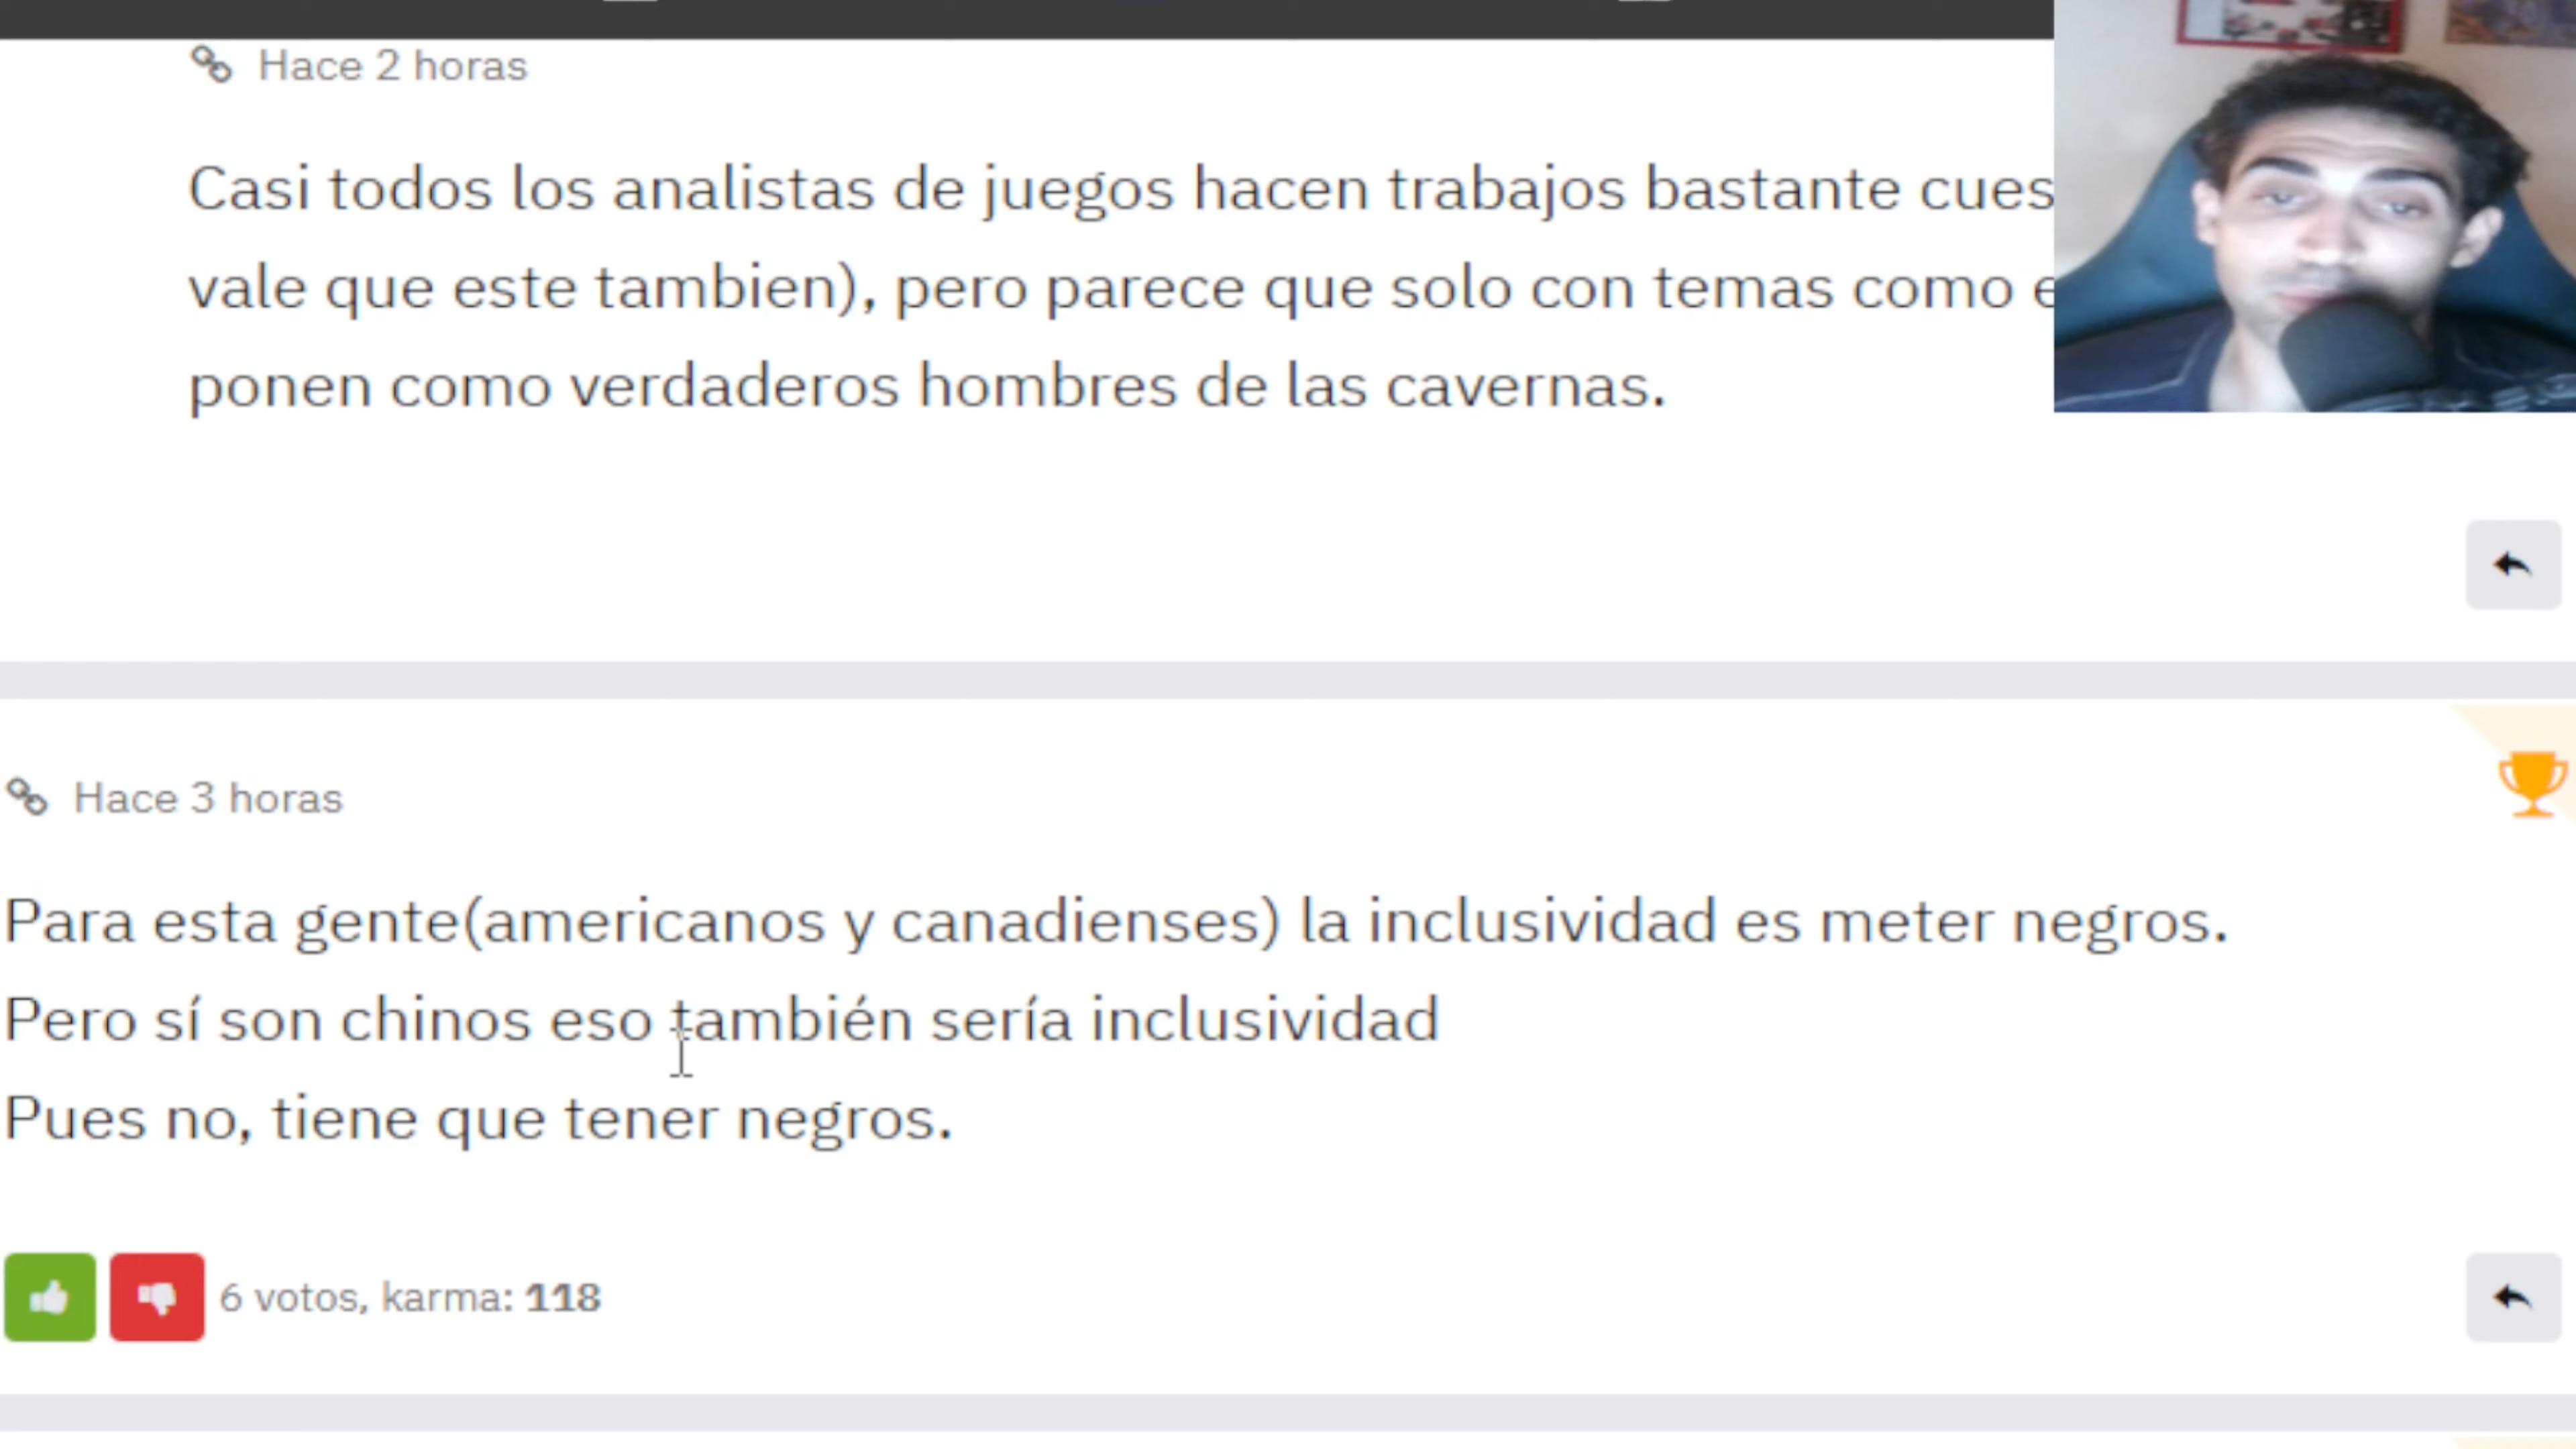 Hace 2 horas
Casi todos los analistas de juegos hacen trabajos bastante
vale que este tambien), pero parece que solo con temas como
ponen como verdaderos hombres de las cavernas.
Hace 3 horas
Para esta gente(americanos y canadienses) la inclusividad es meter negros.
Pero sí son chinos eso también sería inclusividad
Pues no, tiene que tener negros.
6 votos, karma: 118